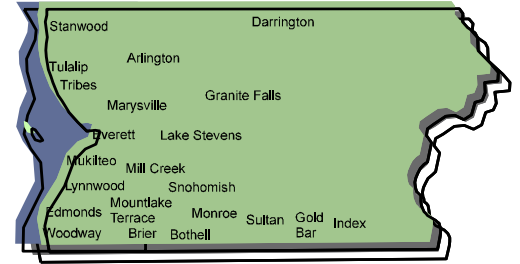 Stanwood
Darrington
Arlington
Tulalip
Tribes
Granite Falls
Marysville
Everett
Lake Stevens
Mukilteo
Mill Creek
Lynnwood
Snohomish
Mountlake
Terrace
Edmonds
Monroe
Sultan
Gold
Bar
Index
Woodway
Brier
Bothell